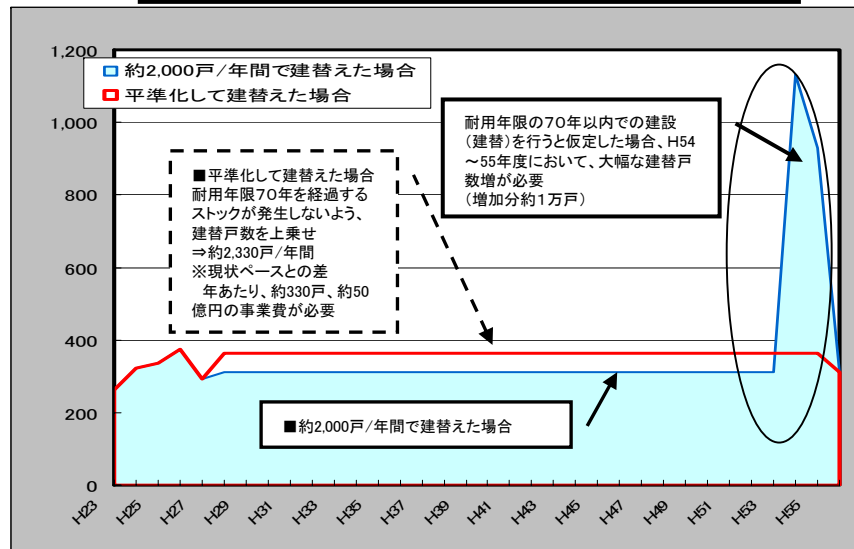 1,200
1,000
800
600
400
200
0
約2,000戸/年間で建替えた場合
平準化して建替えた場合
■平準化して建替えた場合
耐用年限70年を経過する
ストックが発生しないよう、
建替戸数を上乗せ
⇒約2,330戸/年間
※現状ペースとの差
年あたり、約330戸、約50
億円の事業費が必要
耐用年限の70年以内での建設
(建替)を行うと仮定した場合、H54
～55年度において、大幅な建替戸
数増が必要
(増加分約1万戸)
■約2,000戸/年間で建替えた場合
H23
H25
H27
H29
H31
H33
H35
H37
H39
H41
H43
H45
H47
H49
H51
H53
H55